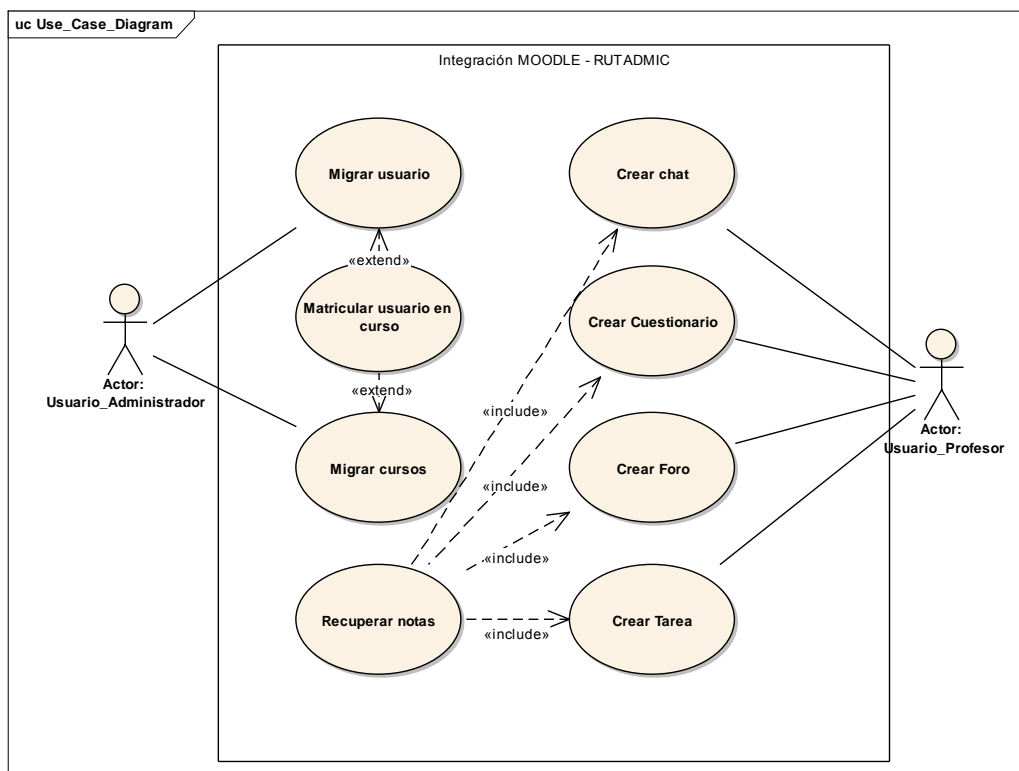 uc Use_Case_Diagram
Integración MOODLE - RUTADMIC
Migrar usuario
Crear chat
«extend»
Matricular usuario en
curso
Crear Cuestionario
Actor:
Usuario_Administrador
«extend»
«include»
Actor:
Usuario_Profesor
Migrar cursos
Crear Foro
«include»
«include»
Recuperar notas
Crear Tarea
«include»